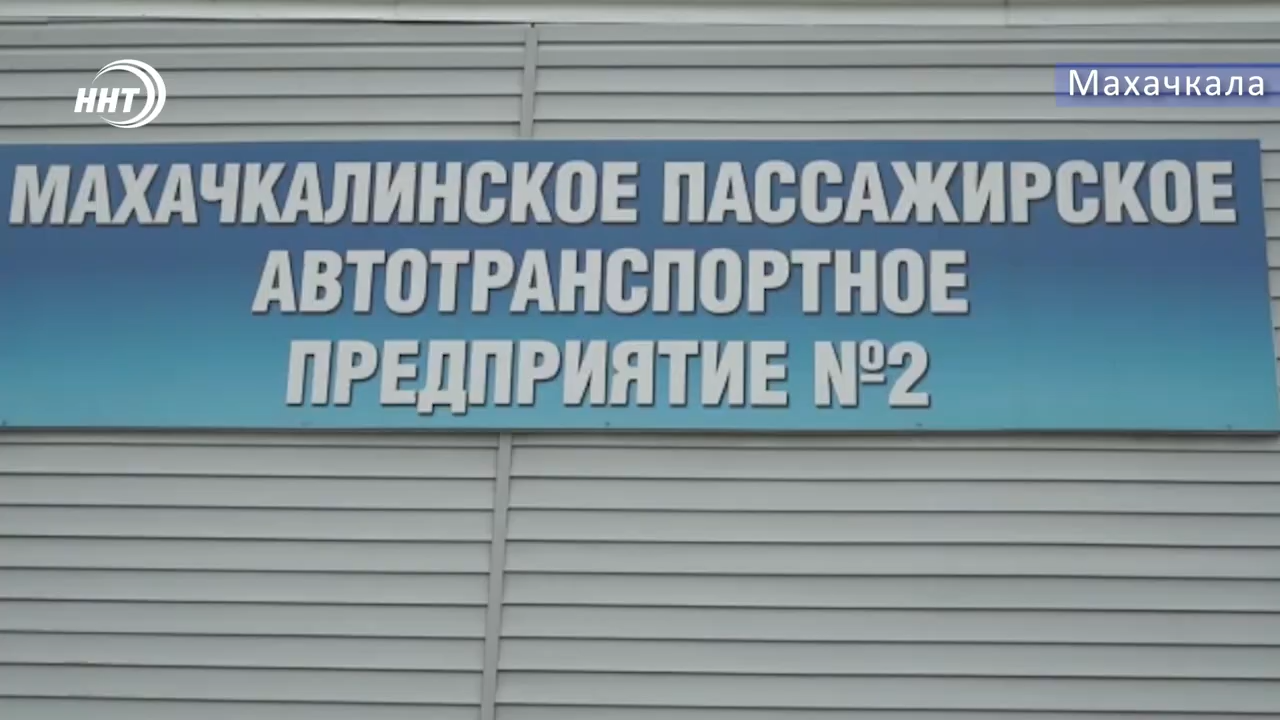 ННТ
Махачкала
МАХАЧКАЛИНСКОЕ ПАССАЖИРСКОЕ
АВТОТРАНСПОРТНОЕ
ПРЕДПРИЯТИЕ №2